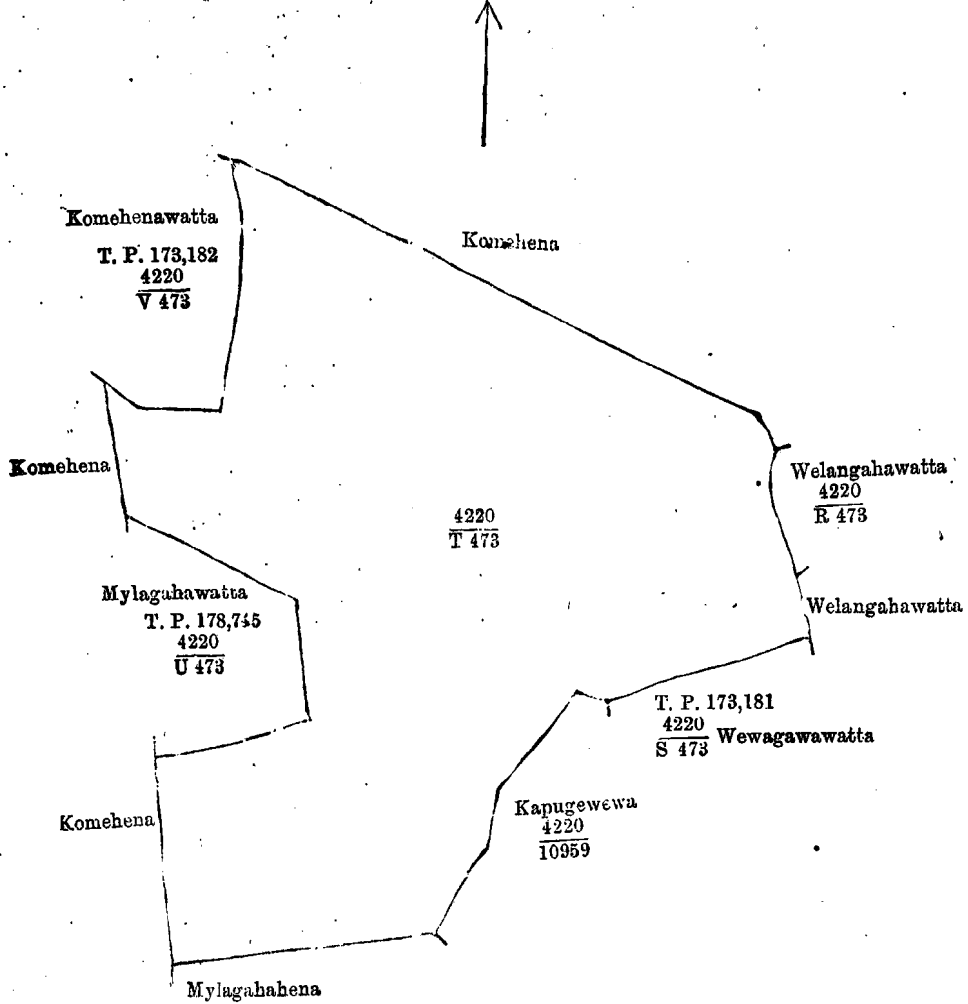 Komehenawatta
T. P. 173,182
4220
V 473
Komehena
Komehena
Welangahawatta
4220
R 473
4220
T 473
Mylagahawatta
T. P. 178,745
4220
U 473
Welangahawatta
T. P. 173,181
4220
S 473 Wewagawawatta
Kapugewewa
4220
10959
Komehena
Mylagahahena